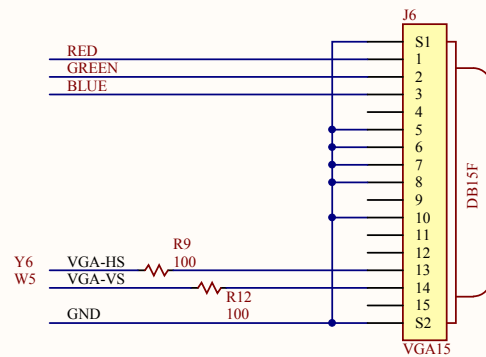 J6
S1
RED
1
GREEN
2
BLUE
3
4
5
6
7
8
DB15F
9
10
11
12
R9
Y6 VGA-HS 100 13
W5 VGA-VS 14
R12
15
GND 100 S2
VGA15